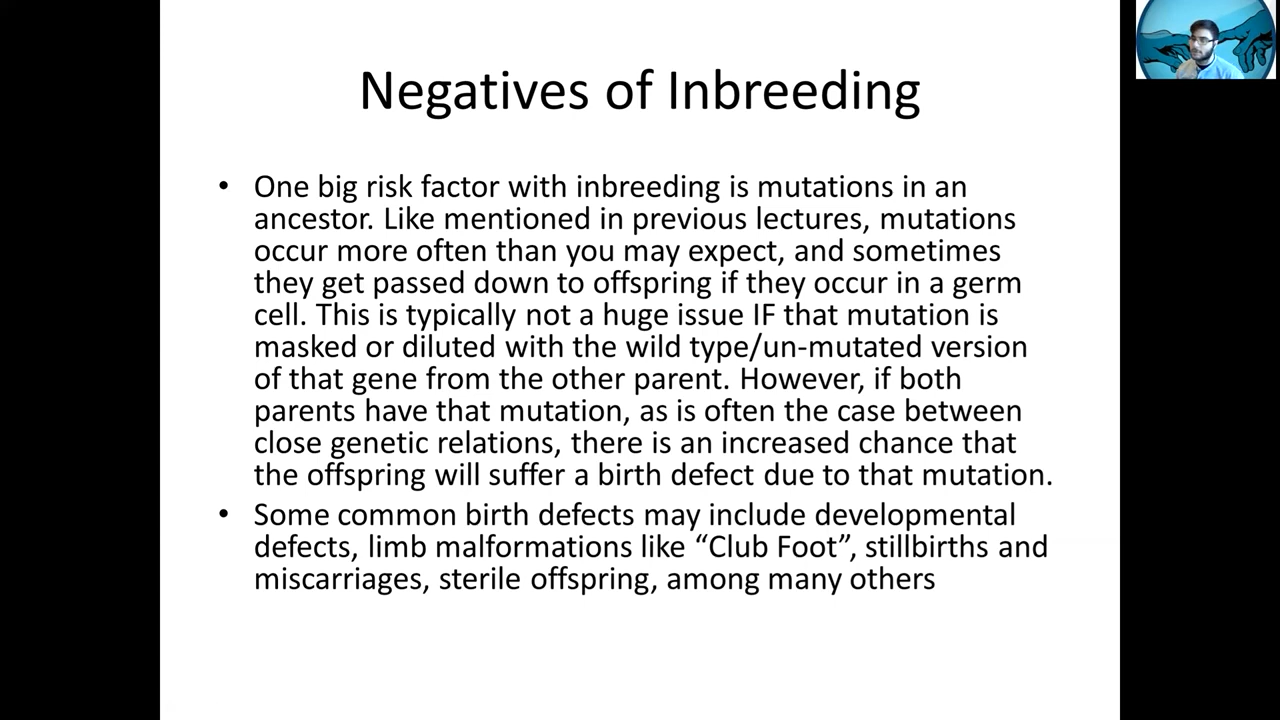 Negatives of Inbreeding
• One big risk factor with inbreeding is mutations in an
ancestor. Like mentioned in previous lectures, mutations
occur more often than you may expect, and sometimes
they get passed down to offspring if they occur in a germ
cell. This is typically not a huge issue IF that mutation is
masked or diluted with the wild type/un-mutated version
of that gene from the other parent. However, if both
parents have that mutation, as is often the case between
close genetic relations, there is an increased chance that
the offspring will suffer a birth defect due to that mutation.
• Some common birth defects may include developmental
defects, limb malformations like “Club Foot”, stillbirths and
miscarriages, sterile offspring, among many others